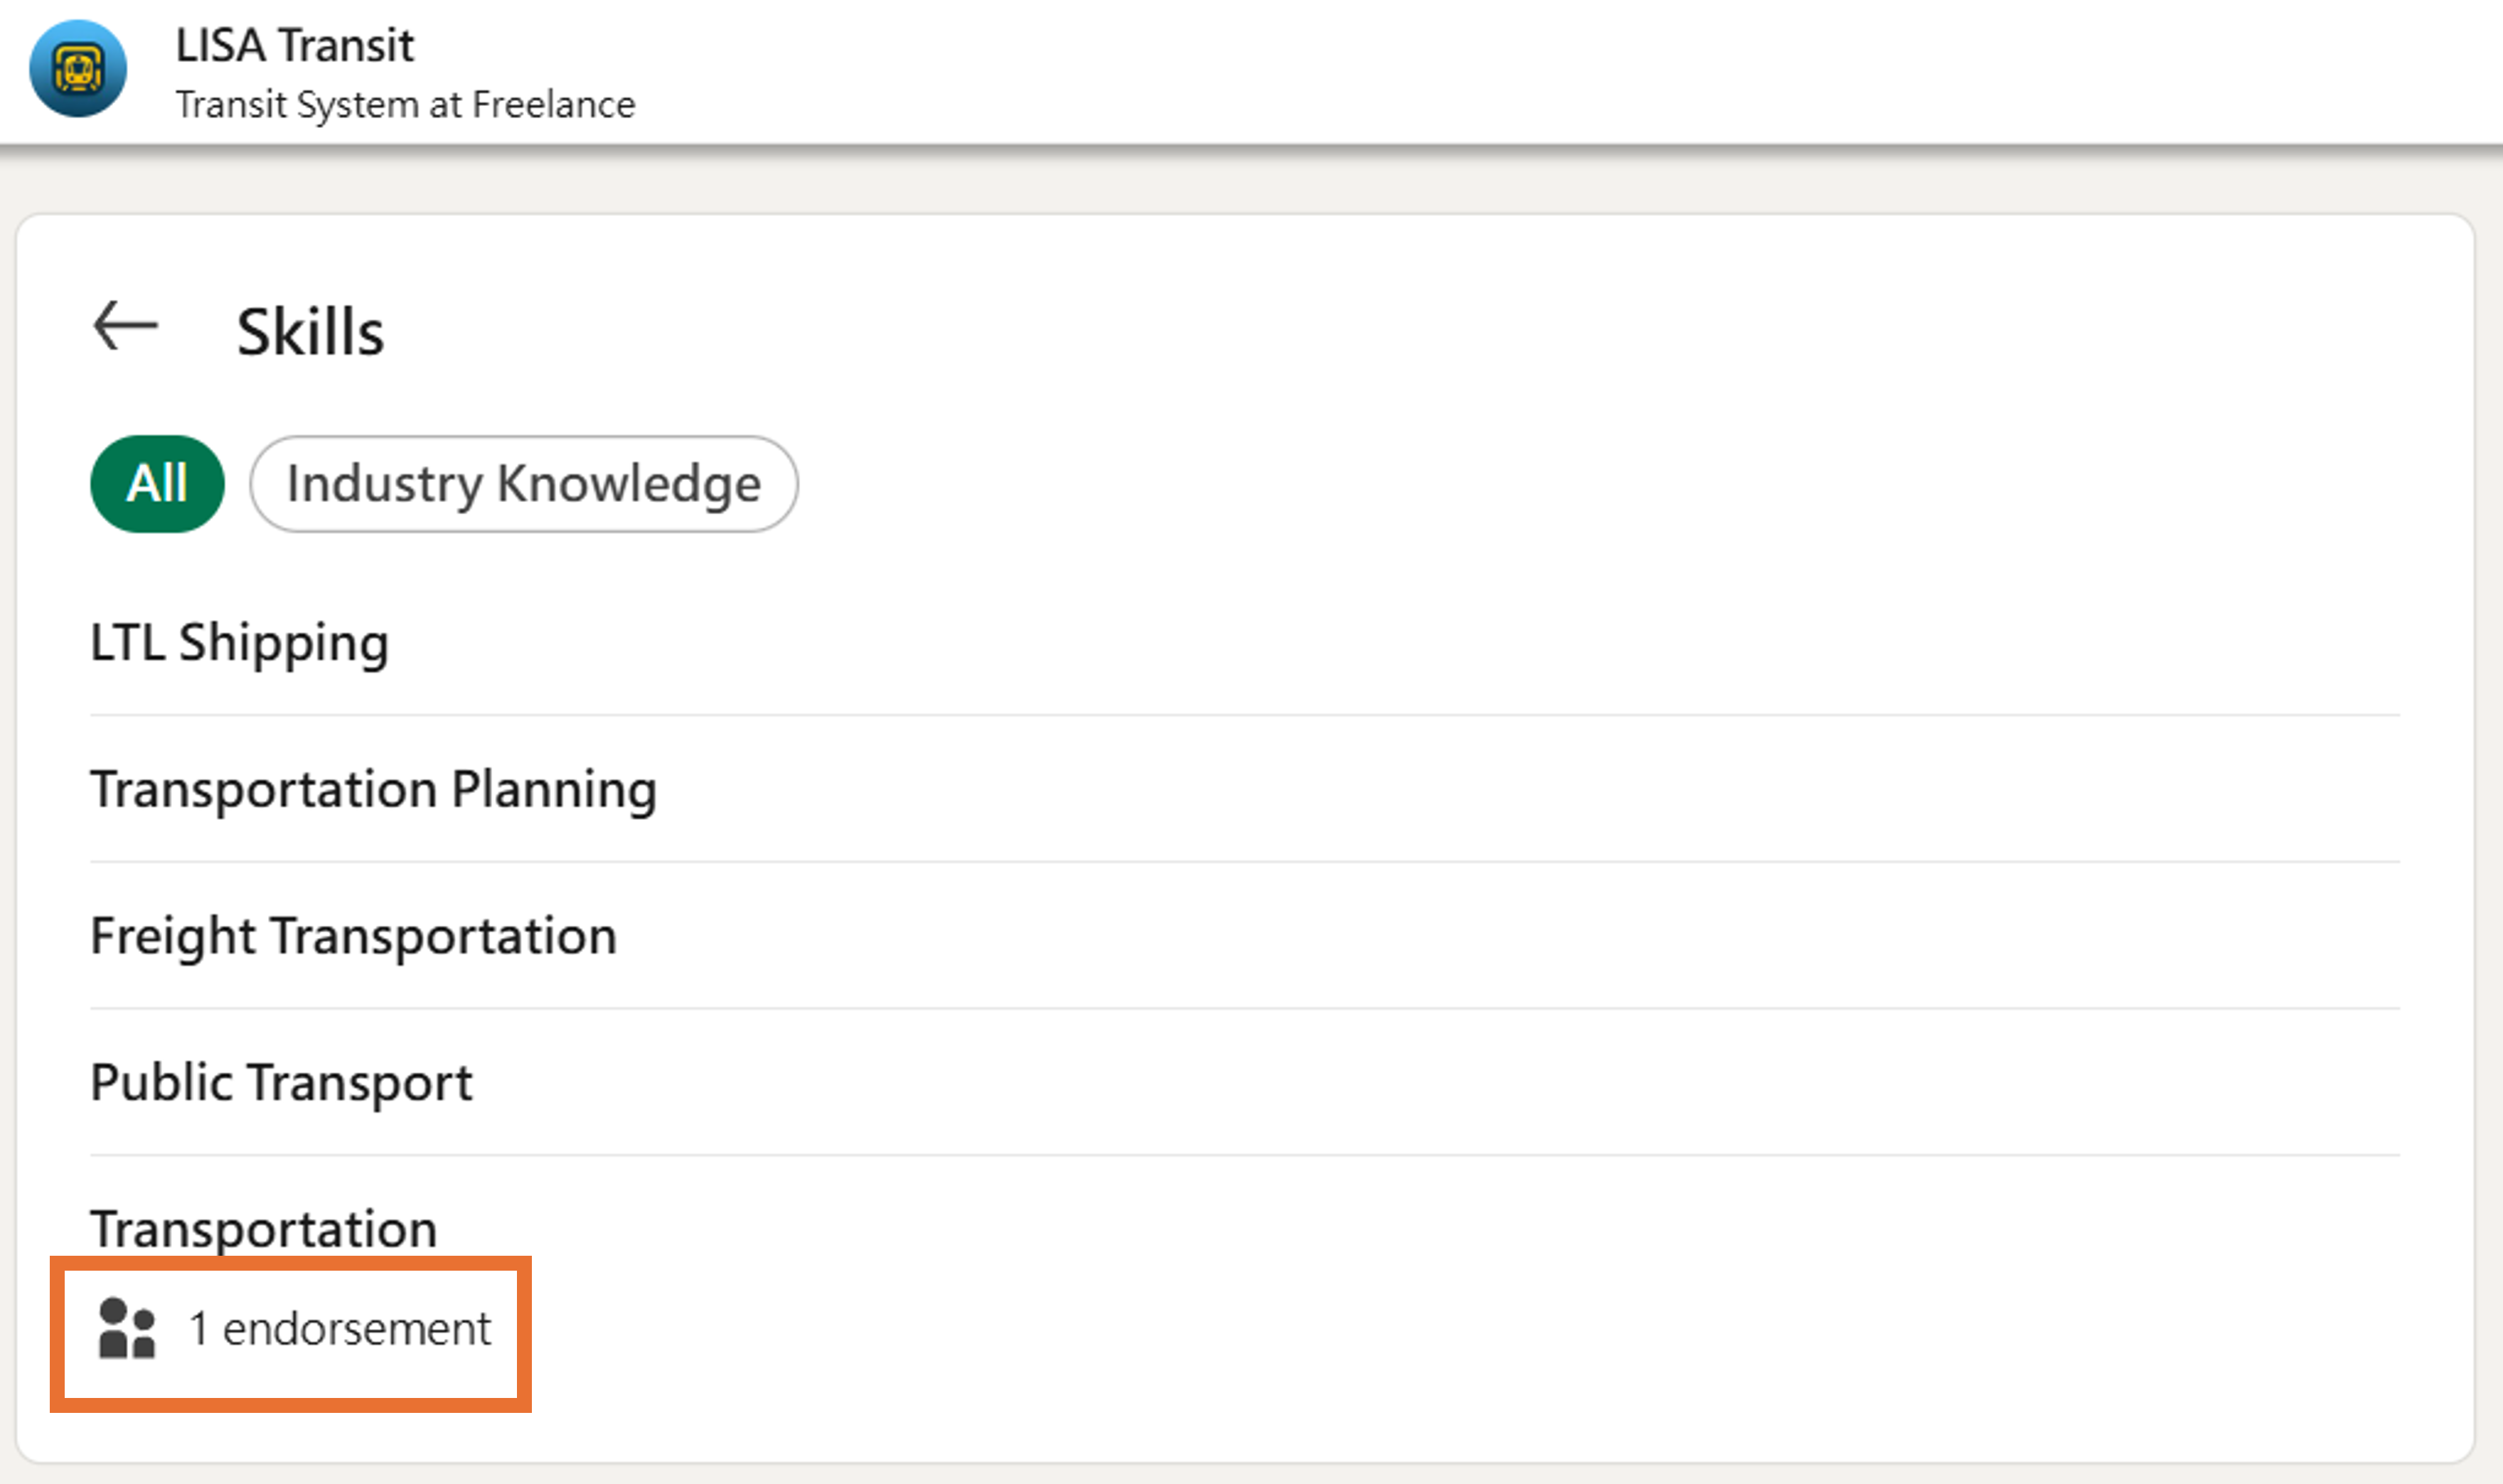 LISA Transit
Transit System at Freelance
Skills
All
Industry Knowledge
LTL Shipping
Transportation Planning
Freight Transportation
Public Transport
Transportation
1 endorsement